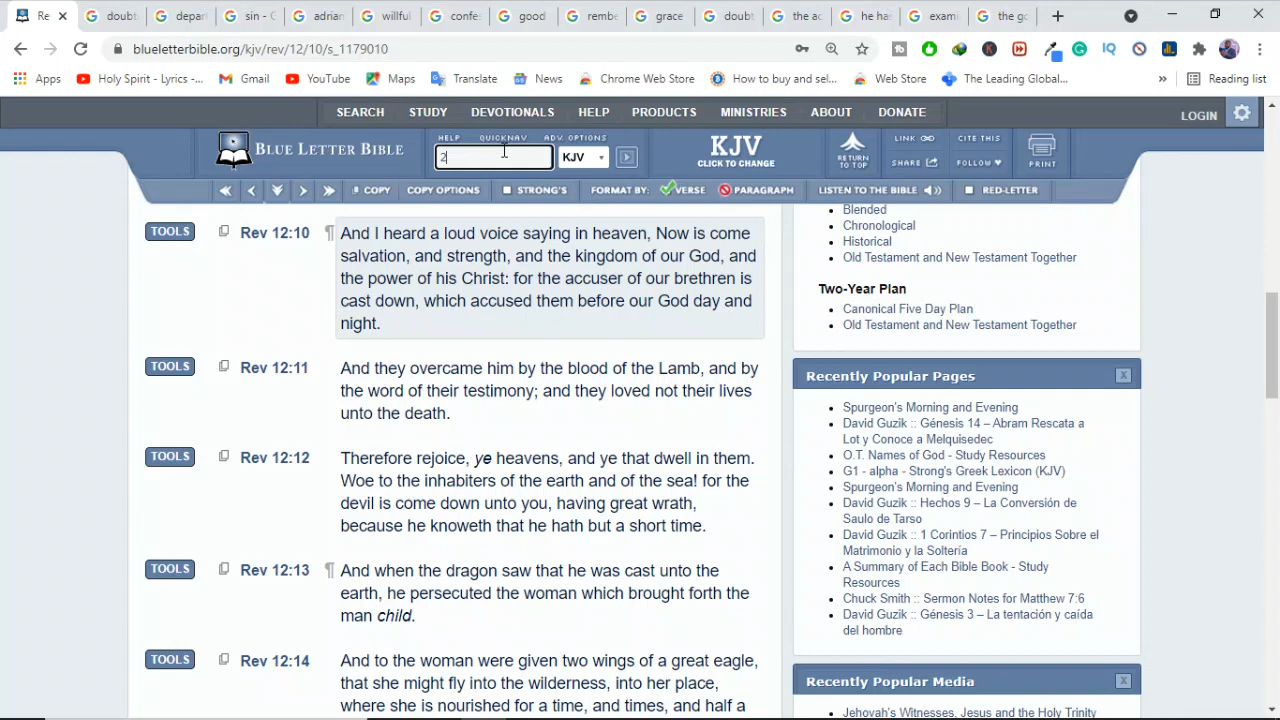 Re
doubt
depart
sin - G
adrian
willful
confes
good
rembe
grace
doubt
the ac
he has
exami
the go
blueletterbible.org/kjv/rev/12/10/s_1179010
Apps
Holy Spirit - Lyrics -...
Gmail
YouTube
Maps
Translate
News
Chrome Web Store
How to buy and sel...
Web Store
The Leading Global...
»
Reading list
SEARCH
STUDY
DEVOTIONALS
HELP
PRODUCTS
MINISTRIES
ABOUT
DONATE
LOGIN
BLUE LETTER BIBLE
HELP
QUICKNAV
ADV. OPTIONS
2
KJV
KJV
CLICK TO CHANGE
RETURN
TO TOP
LINK
CITE THIS
SHARE
FOLLOW
PRINT
COPY
COPY OPTIONS
STRONG'S
FORMAT BY:
VERSE
PARAGRAPH
LISTEN TO THE BIBLE
RED-LETTER
TOOLS
Rev 12:10
¶
And I heard a loud voice saying in heaven, Now is come
salvation, and strength, and the kingdom of our God, and
the power of his Christ: for the accuser of our brethren is
cast down, which accused them before our God day and
night.
TOOLS
Rev 12:11
And they overcame him by the blood of the Lamb, and by
the word of their testimony; and they loved not their lives
unto the death.
TOOLS
Rev 12:12
Therefore rejoice, ye heavens, and ye that dwell in them.
Woe to the inhabiters of the earth and of the sea! for the
devil is come down unto you, having great wrath,
because he knoweth that he hath but a short time.
TOOLS
Rev 12:13
¶
And when the dragon saw that he was cast unto the
earth, he persecuted the woman which brought forth the
man child.
TOOLS
Rev 12:14
And to the woman were given two wings of a great eagle,
that she might fly into the wilderness, into her place,
where she is nourished for a time, and times, and half a
Blended
Chronological
Historical
Old Testament and New Testament Together
Two-Year Plan
Canonical Five Day Plan
Old Testament and New Testament Together
Recently Popular Pages
X
Spurgeon's Morning and Evening
David Guzik :: Génesis 14 – Abram Rescata a
Lot y Conoce a Melquisedec
O.T. Names of God - Study Resources
G1 - alpha - Strong's Greek Lexicon (KJV)
Spurgeon's Morning and Evening
David Guzik :: Hechos 9 – La Conversión de
Saulo de Tarso
David Guzik :: 1 Corintios 7 – Principios Sobre el
Matrimonio y la Soltería
A Summary of Each Bible Book - Study
Resources
Chuck Smith :: Sermon Notes for Matthew 7:6
David Guzik :: Génesis 3 – La tentación y caída
del hombre
Recently Popular Media
X
Jehovah's Witnesses, Jesus and the Holy Trinity